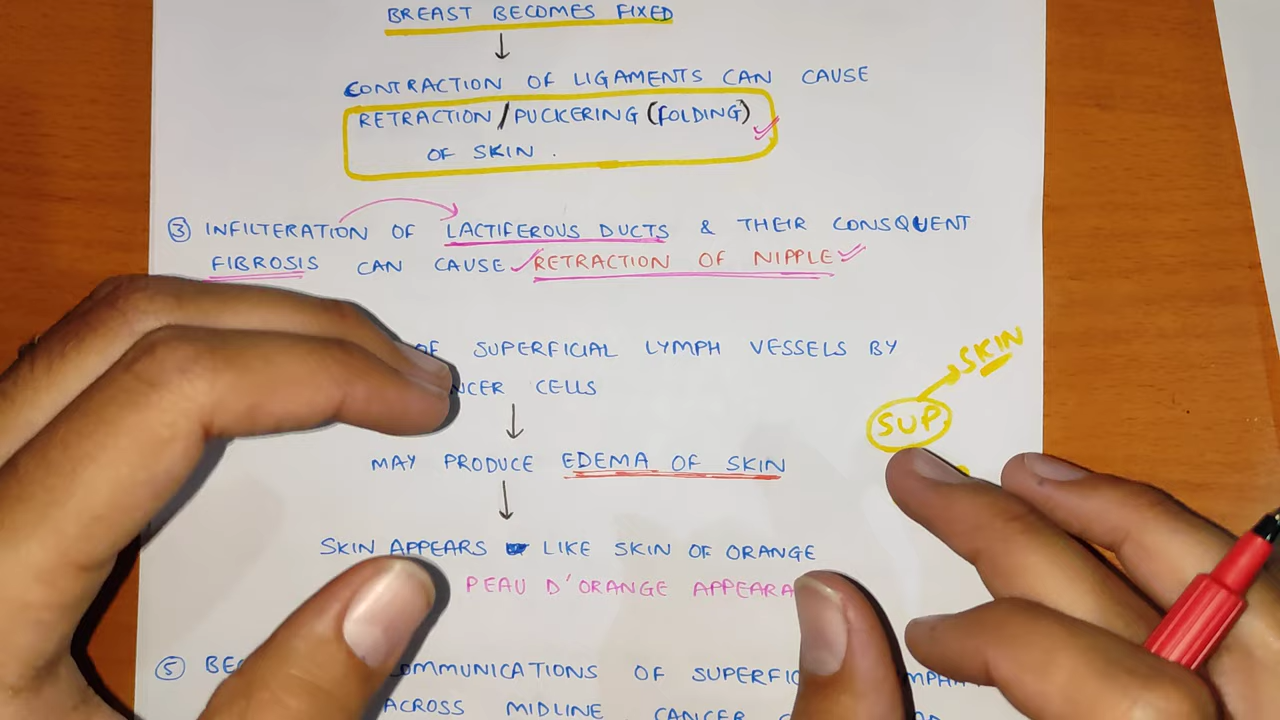 BREAST BECOMES FIXED
CONTRACTION OF LIGAMENTS CAN CAUSE
RETRACTION/PUCKERING (FOLDING)
OF SKIN.
③ INFILTERATION OF LACTIFEROUS DUCTS & THEIR CONSQUENT
FIBROSIS CAN CAUSE RETRACTION OF NIPPLE
OF SUPERFICIAL LYMPH VESSELS BY
CELLS
SKIN
SUP
MAY PRODUCE EDEMA OF SKIN
SKIN APPEARS LIKE SKIN OF ORANGE
PEAU D'ORANGE
⑤
OF
ACROSS MIDLINE CANCER